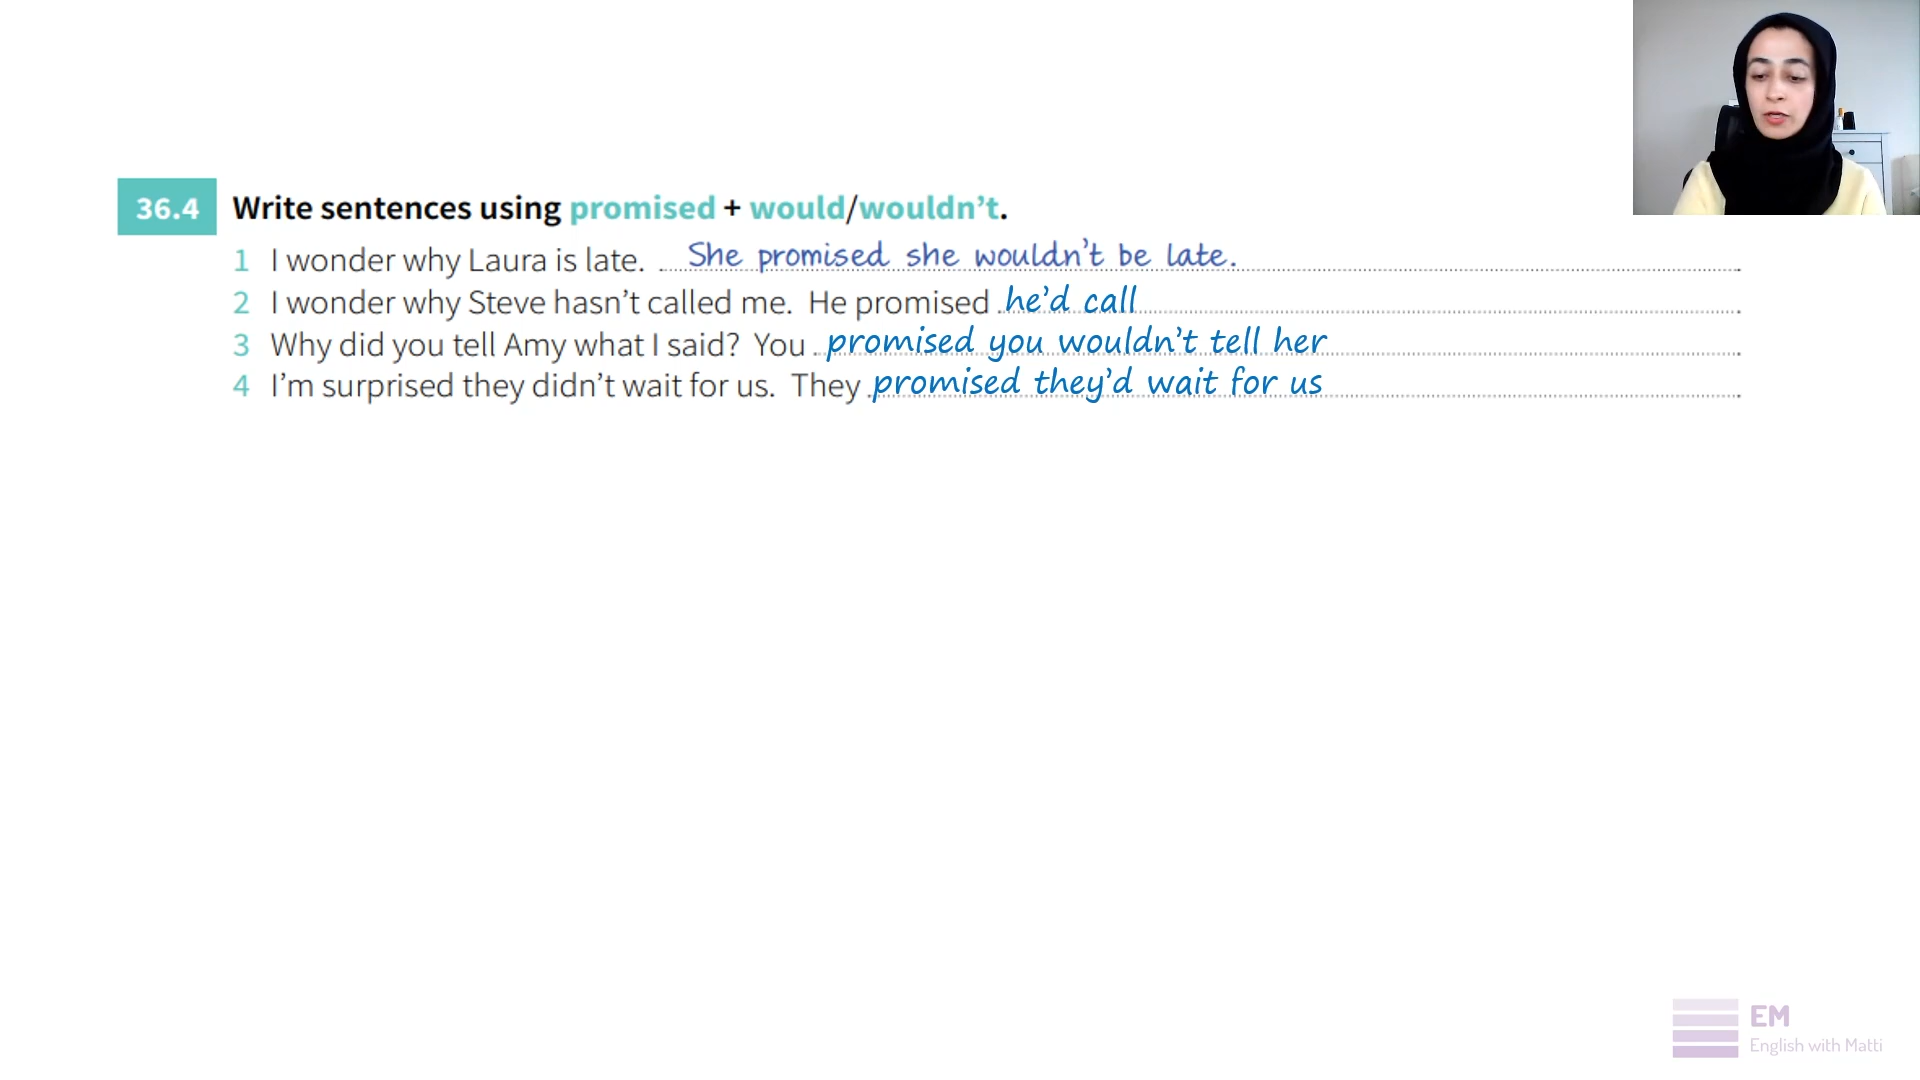 36.4 Write sentences using promised + would/wouldn’t.
1 I wonder why Laura is late. She promised she wouldn’t be late.
2 I wonder why Steve hasn’t called me. He promised he’d call
3 Why did you tell Amy what I said? You promised you wouldn’t tell her
4 I’m surprised they didn’t wait for us. They promised they’d wait for us
EM
English with Matti